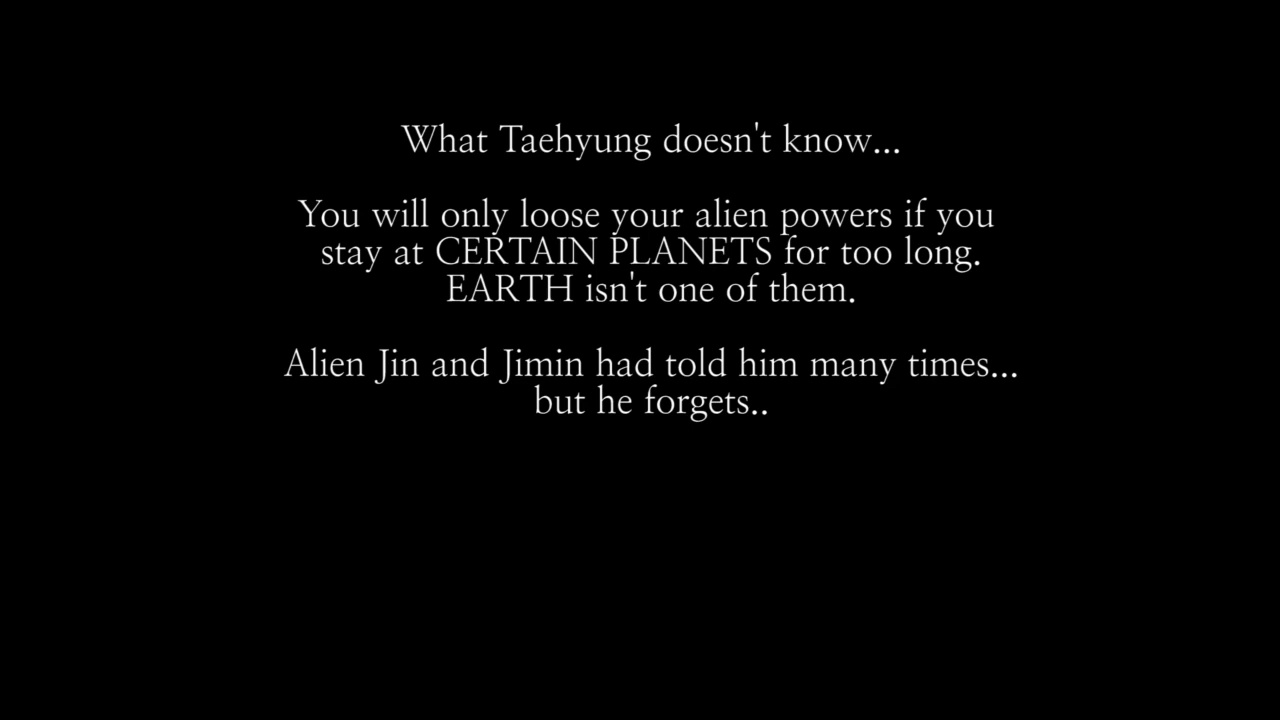 What Taehyung doesn't know...
You will only loose your alien powers if you
stay at CERTAIN PLANETS for too long.
EARTH isn't one of them.
Alien Jin and Jimin had told him many times...
but he forgets..